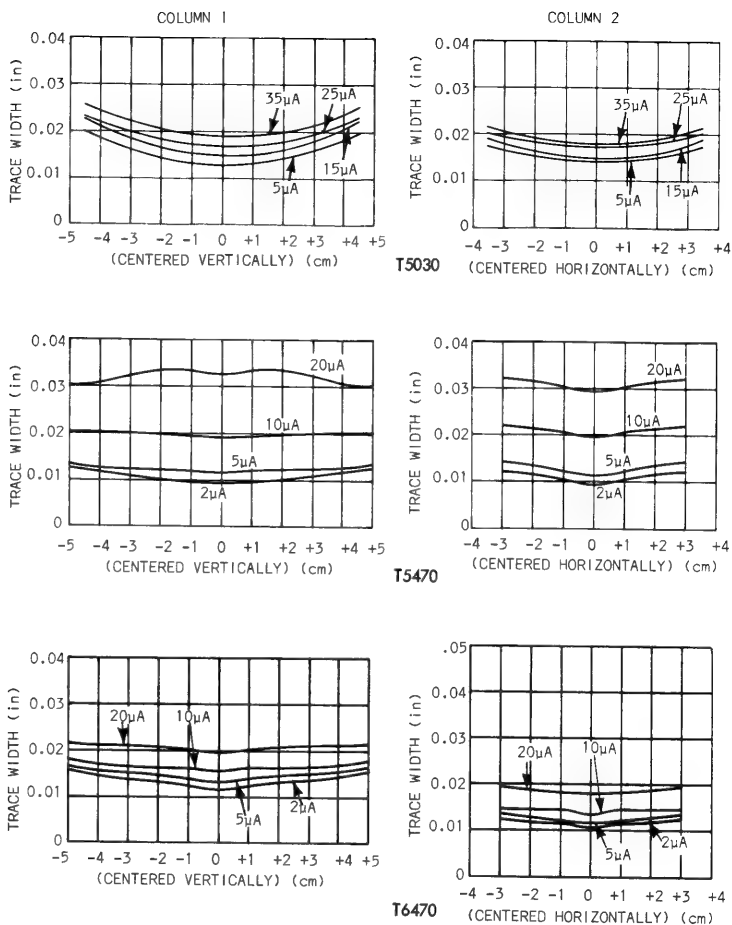 COLUMN 1
COLUMN 2
TRACE WIDTH (in)
0.04
0.03
0.02
0.01
0
35µA
25µA
15µA
5µA
-5 -4 -3 -2 -1 0 +1 +2 +4 +5
(CENTERED VERTICALLY) (cm)
TRACE WIDTH (in)
0.04
0.03
0.02
0.01
0
35µA
25µA
15µA
5µA
-4 -3 -2 -1 0 +1 +2 +3 +4
(CENTERED HORIZONTALLY) (cm)
T5030
TRACE WIDTH (in)
0.04
0.03
0.02
0.01
0
20µA
10µA
5µA
2µA
-5 -4 -3 -2 -1 0 +1 +2 +3 +4 +5
(CENTERED VERTICALLY) (cm)
TRACE WIDTH (in)
0.04
0.03
0.02
0.01
0
20µA
10µA
5µA
2µA
-4 -3 -2 -1 0 +1 +2 +3 +4
(CENTERED HORIZONTALLY) (cm)
T5470
TRACE WIDTH (in)
0.04
0.03
0.02
0.01
0
20µA
10µA
5µA
2µA
-5 -4 -3 -2 -1 0 +1 +2 +3 +4 +5
(CENTERED VERTICALLY) (cm)
TRACE WIDTH (in)
.05
0.04
0.03
0.02
0.01
0
20µA
10µA
5µA
2µA
-4 -3 -2 -1 0 +1 +2 +3 +4
(CENTERED HORIZONTALLY) (cm)
T6470